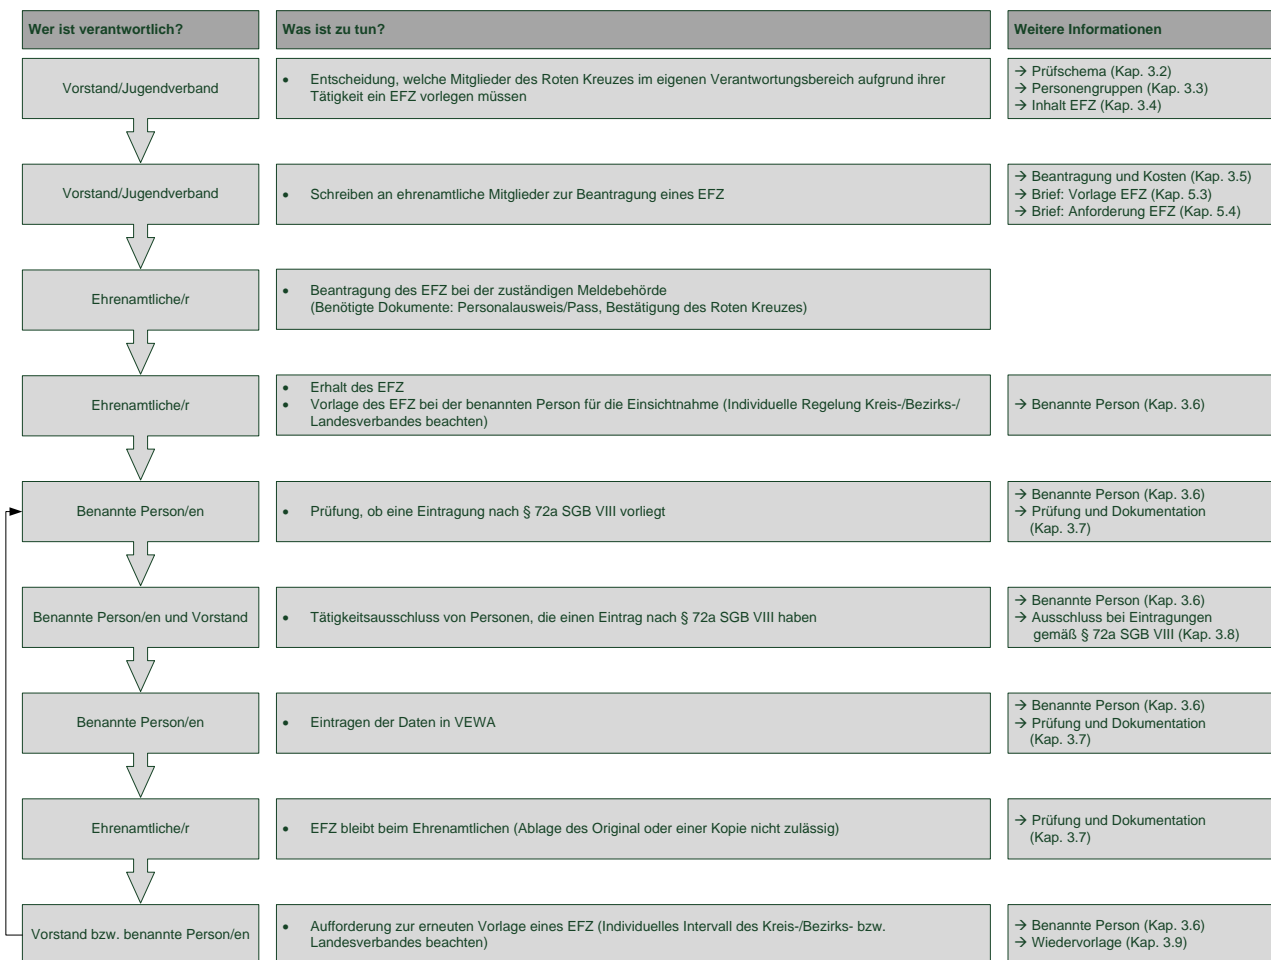 Wer ist verantwortlich?
Was ist zu tun?
Weitere Informationen
Vorstand/Jugendverband
• Entscheidung, welche Mitglieder des Roten Kreuzes im eigenen Verantwortungsbereich aufgrund ihrer
Tätigkeit ein EFZ vorlegen müssen
→ Prüfschema (Kap. 3.2)
→ Personengruppen (Kap. 3.3)
→ Inhalt EFZ (Kap. 3.4)
Vorstand/Jugendverband
• Schreiben an ehrenamtliche Mitglieder zur Beantragung eines EFZ
→ Beantragung und Kosten (Kap. 3.5)
→ Brief: Vorlage EFZ (Kap. 5.3)
→ Brief: Anforderung EFZ (Kap. 5.4)
Ehrenamtliche/r
• Beantragung des EFZ bei der zuständigen Meldebehörde
(Benötigte Dokumente: Personalausweis/Pass, Bestätigung des Roten Kreuzes)
Ehrenamtliche/r
• Erhalt des EFZ
• Vorlage des EFZ bei der benannten Person für die Einsichtnahme (Individuelle Regelung Kreis-/Bezirks-/
Landesverbandes beachten)
→ Benannte Person (Kap. 3.6)
Benannte Person/en
• Prüfung, ob eine Eintragung nach § 72a SGB VIII vorliegt
→ Benannte Person (Kap. 3.6)
→ Prüfung und Dokumentation
(Kap. 3.7)
Benannte Person/en und Vorstand
• Tätigkeitsausschluss von Personen, die einen Eintrag nach § 72a SGB VIII haben
→ Benannte Person (Kap. 3.6)
→ Ausschluss bei Eintragungen
gemäß § 72a SGB VIII (Kap. 3.8)
Benannte Person/en
• Eintragen der Daten in VEWA
→ Benannte Person (Kap. 3.6)
→ Prüfung und Dokumentation
(Kap. 3.7)
Ehrenamtliche/r
• EFZ bleibt beim Ehrenamtlichen (Ablage des Original oder einer Kopie nicht zulässig)
→ Prüfung und Dokumentation
(Kap. 3.7)
Vorstand bzw. benannte Person/en
• Aufforderung zur erneuten Vorlage eines EFZ (Individuelles Intervall des Kreis-/Bezirks- bzw.
Landesverbandes beachten)
→ Benannte Person (Kap. 3.6)
→ Wiedervorlage (Kap. 3.9)